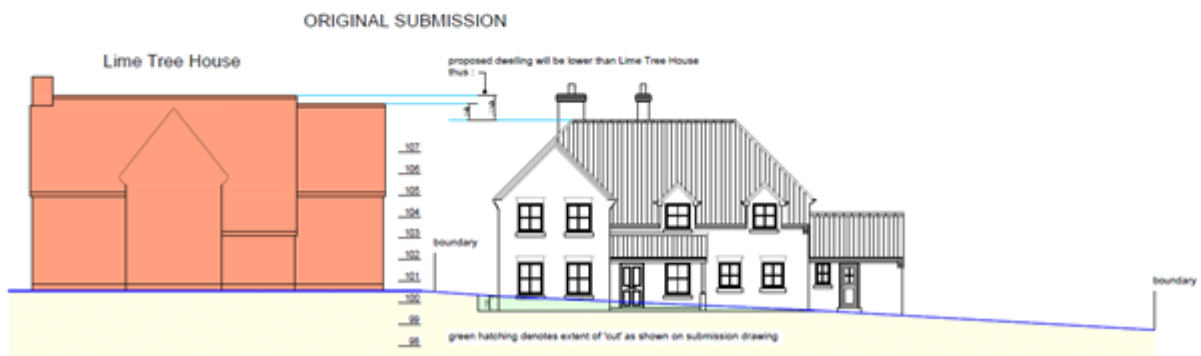 ORIGINAL SUBMISSION
Lime Tree House
proposed dwelling will be lower than Lime Tree House
thus :
107
106
105
104
103
102
101
100
99
98
boundary
boundary
green hatching denotes extent of 'cut' as shown on submission drawing